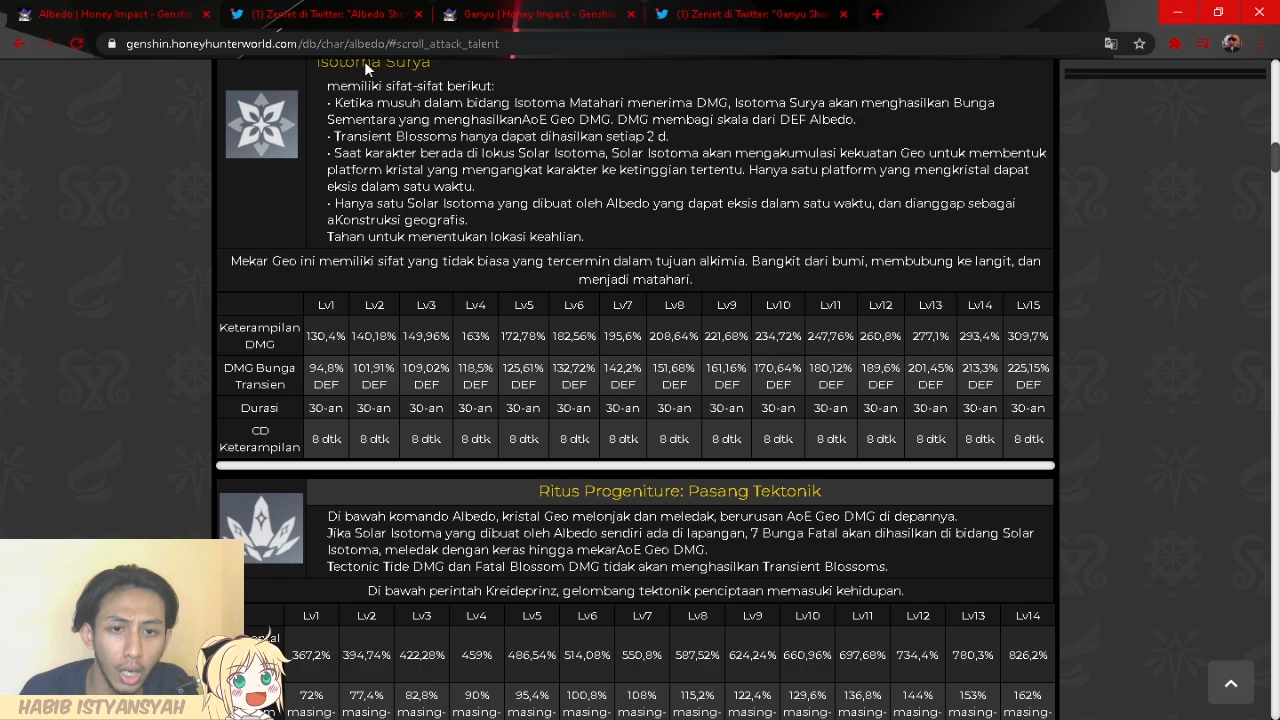 Albedo | Honey Impact - Genshin
(1) Zeniet di Twitter: "Albedo Sho
Ganyu | Honey Impact - Genshin
(1) Zeniet di Twitter: "Ganyu Show
genshin.honeyhunterworld.com/db/char/albedo/#scroll_attack_talent
Isotoma Surya
memiliki sifat-sifat berikut:
• Ketika musuh dalam bidang Isotoma Matahari menerima DMG, Isotoma Surya akan menghasilkan Bunga
Sementara yang menghasilkanAoE Geo DMG. DMG membagi skala dari DEF Albedo.
• Transient Blossoms hanya dapat dihasilkan setiap 2 d.
• Saat karakter berada di lokus Solar Isotoma, Solar Isotoma akan mengakumulasi kekuatan Geo untuk membentuk
platform kristal yang mengangkat karakter ke ketinggian tertentu. Hanya satu platform yang mengkristal dapat
eksis dalam satu waktu.
• Hanya satu Solar Isotoma yang dibuat oleh Albedo yang dapat eksis dalam satu waktu, dan dianggap sebagai
aKonstruksi geografis.
Tahan untuk menentukan lokasi keahlian.
Mekar Geo ini memiliki sifat yang tidak biasa yang tercermin dalam tujuan alkimia. Bangkit dari bumi, membubung ke langit, dan
menjadi matahari.
Lv1 Lv2 Lv3 Lv4 Lv5 Lv6 Lv7 Lv8 Lv9 Lv10 Lv11 Lv12 Lv13 Lv14 Lv15
Keterampilan
DMG
130,4% 140,18% 149,96% 163% 172,78% 182,56% 195,6% 208,64% 221,68% 234,72% 247,76% 260,8% 277,1% 293,4% 309,7%
DMG Bunga
Transien
94,8% 101,91% 109,02% 118,5% 125,61% 132,72% 142,2% 151,68% 161,16% 170,64% 180,12% 189,6% 201,45% 213,3% 225,15%
DEF DEF DEF DEF DEF DEF DEF DEF DEF DEF DEF DEF DEF DEF DEF
Durasi 30-an 30-an 30-an 30-an 30-an 30-an 30-an 30-an 30-an 30-an 30-an 30-an 30-an 30-an 30-an
CD
Keterampilan
8 dtk 8 dtk 8 dtk 8 dtk 8 dtk 8 dtk 8 dtk 8 dtk 8 dtk 8 dtk 8 dtk 8 dtk 8 dtk 8 dtk 8 dtk
Ritus Progeniture: Pasang Tektonik
Di bawah komando Albedo, kristal Geo melonjak dan meledak, berurusan AoE Geo DMG di depannya.
Jika Solar Isotoma yang dibuat oleh Albedo sendiri ada di lapangan, 7 Bunga Fatal akan dihasilkan di bidang Solar
Isotoma, meledak dengan keras hingga mekarAoE Geo DMG.
Tectonic Tide DMG dan Fatal Blossom DMG tidak akan menghasilkan Transient Blossoms.
Di bawah perintah Kreideprinz, gelombang tektonik penciptaan memasuki kehidupan.
Lv1 Lv2 Lv3 Lv4 Lv5 Lv6 Lv7 Lv8 Lv9 Lv10 Lv11 Lv12 Lv13 Lv14
367,2% 394,74% 422,28% 459% 486,54% 514,08% 550,8% 587,52% 624,24% 660,96% 697,68% 734,4% 780,3% 826,2%
72% 77,4% 82,8% 90% 95,4% 100,8% 108% 115,2% 122,4% 129,6% 136,8% 144% 153% 162%
masing- masing- masing- masing- masing- masing- masing- masing- masing- masing- masing- masing- masing- masing-
HABIB ISTYANSYAH